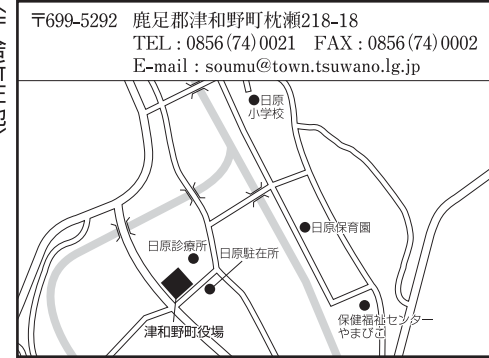 〒699-5292 鹿足郡津和野町枕瀬218-18
TEL：0856(74)0021 FAX：0856(74)0002
E-mail：soumu@town.tsuwano.lg.jp
日原
小学校
日原保育園
日原診療所
日原駐在所
津和野町役場
保健福祉センター
やまびこ